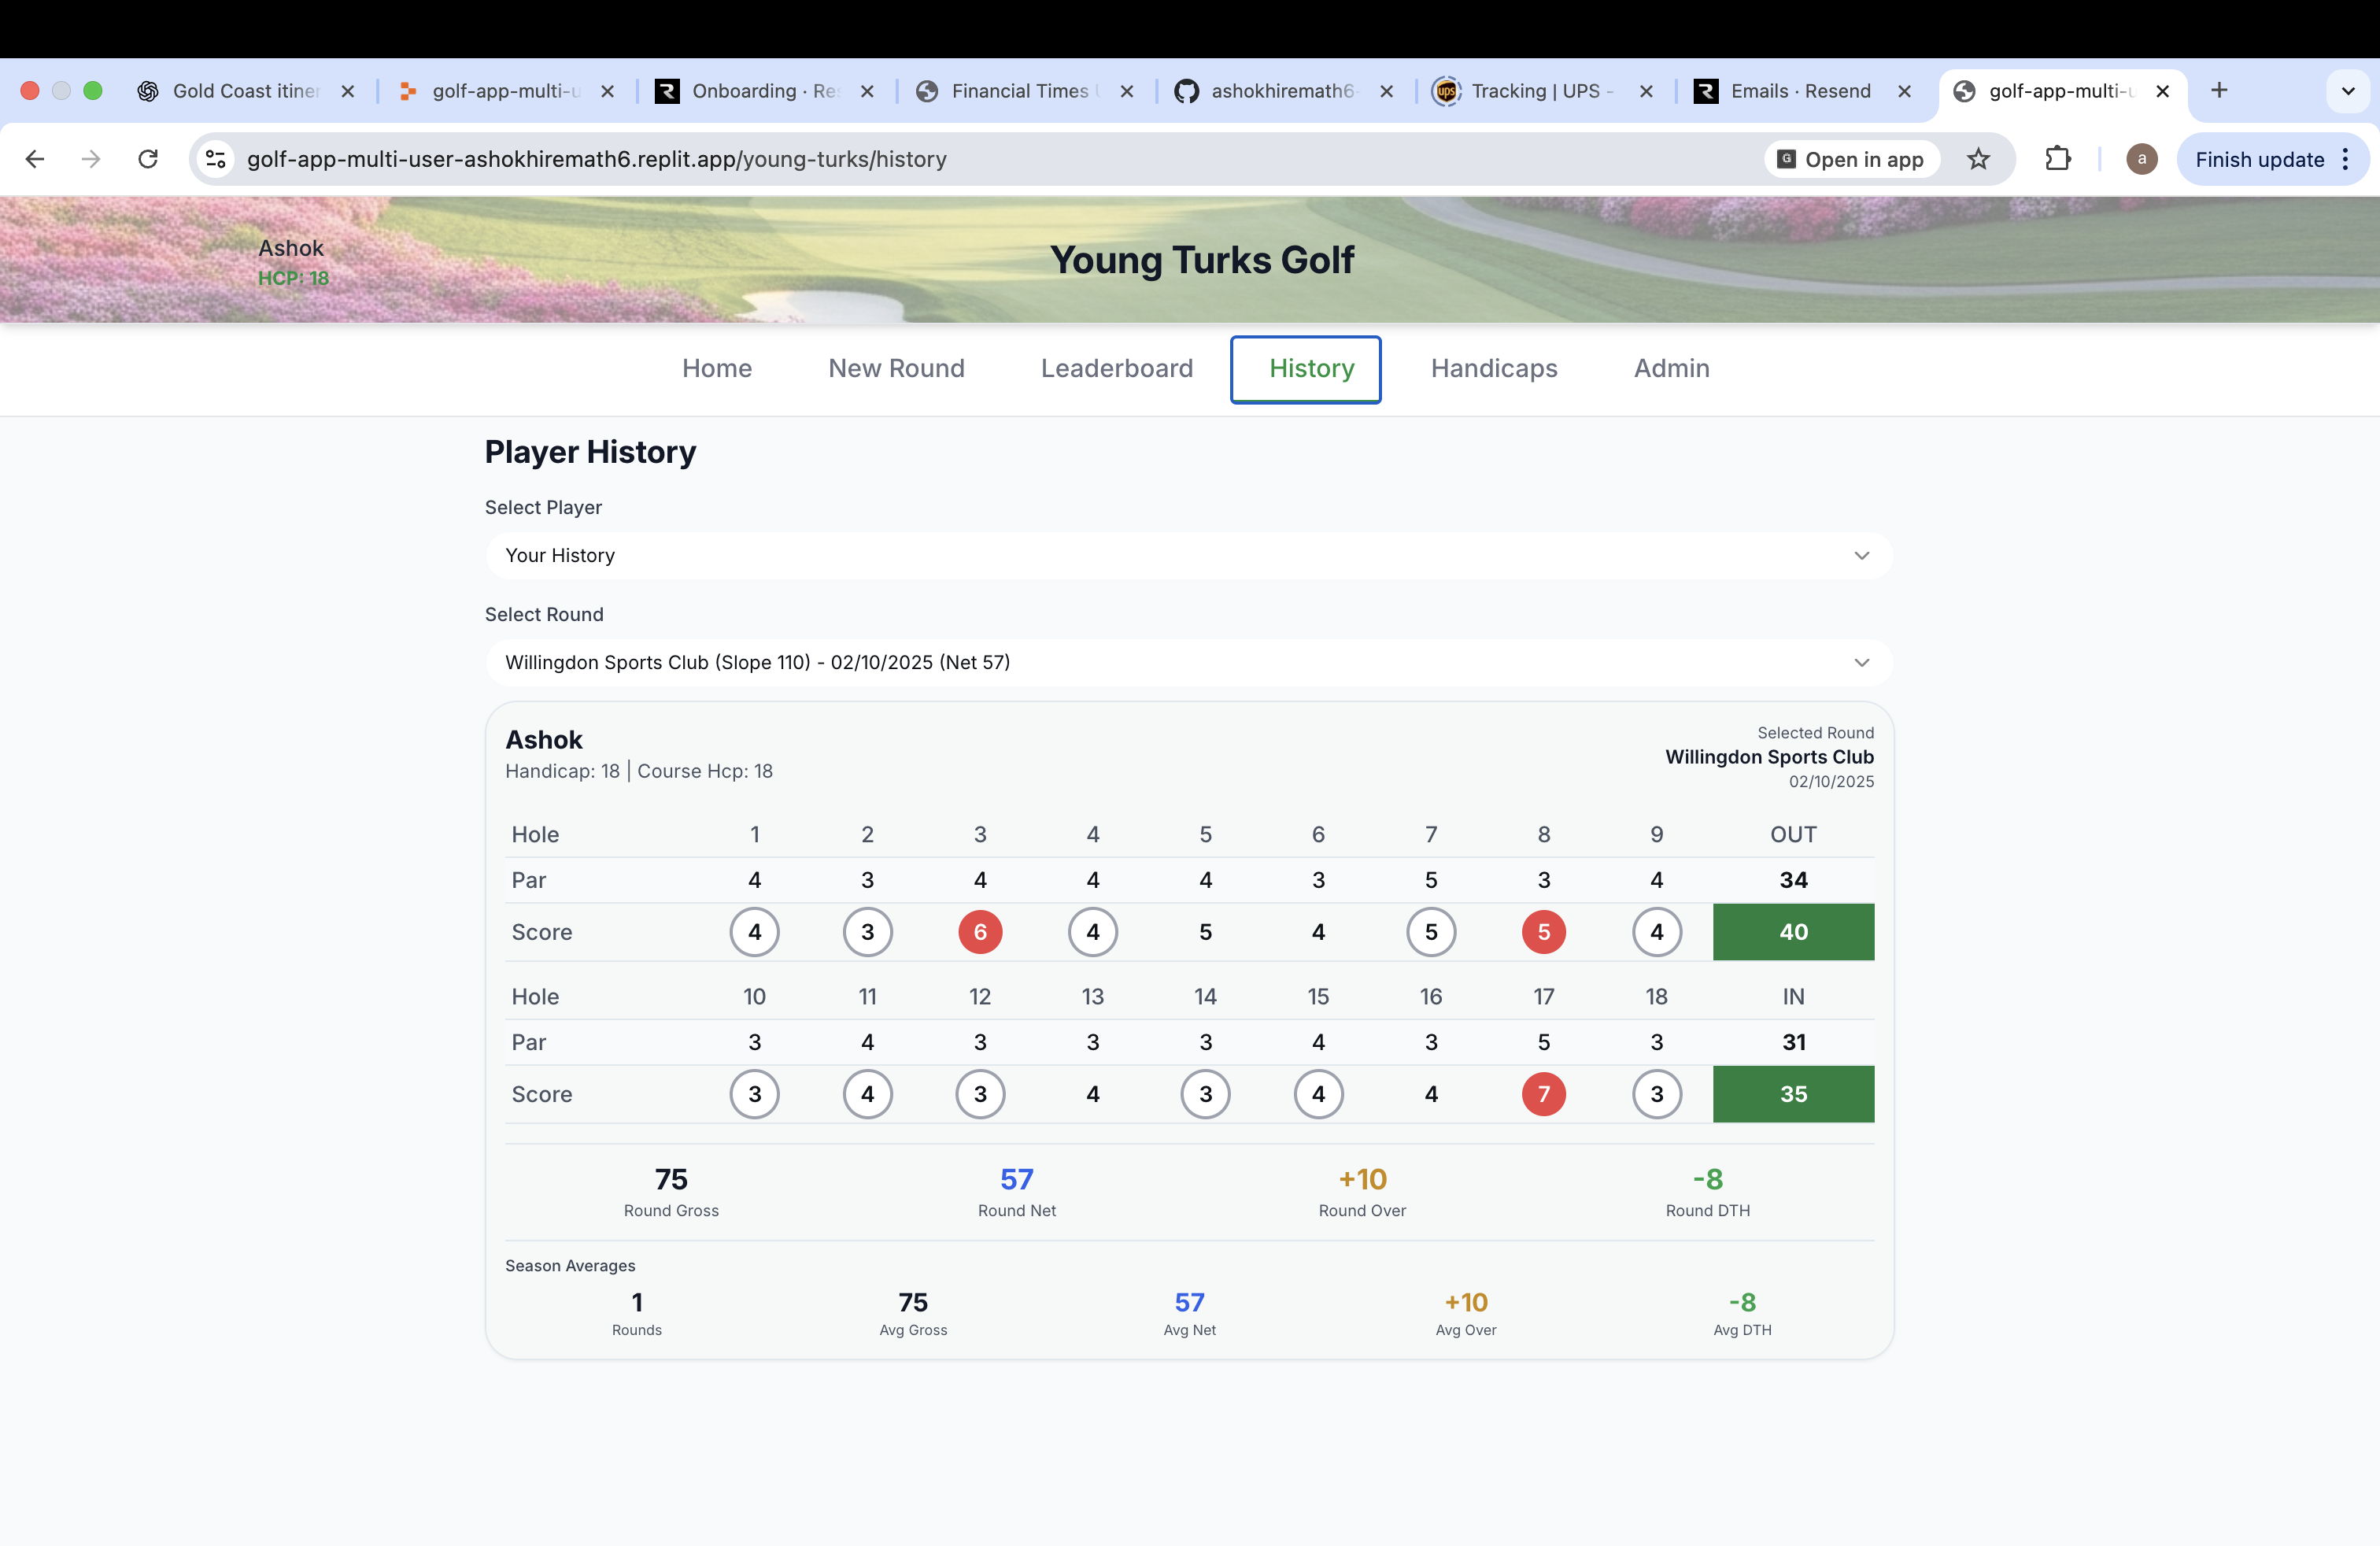 Gold Coast itiner
golf-app-multi-u
Onboarding · Re
Financial Times
ashokhiremath6
Tracking | UPS -
Emails · Resend
golf-app-multi-u
golf-app-multi-user-ashokhiremath6.replit.app/young-turks/history
Open in app
a
Finish update
Ashok
HCP: 18
Young Turks Golf
Home New Round Leaderboard History Handicaps Admin
Player History
Select Player
Your History
Select Round
Willingdon Sports Club (Slope 110) - 02/10/2025 (Net 57)
Ashok
Handicap: 18 | Course Hcp: 18
Selected Round
Willingdon Sports Club
02/10/2025
Hole 1 2 3 4 5 6 7 8 9 OUT
Par 4 3 4 4 4 3 5 3 4 34
Score 4 3 6 4 5 4 5 5 4 40
Hole 10 11 12 13 14 15 16 17 18 IN
Par 3 4 3 3 3 4 3 5 3 31
Score 3 4 3 4 3 4 4 7 3 35
75 57 +10 -8
Round Gross Round Net Round Over Round DTH
Season Averages
1 75 57 +10 -8
Rounds Avg Gross Avg Net Avg Over Avg DTH